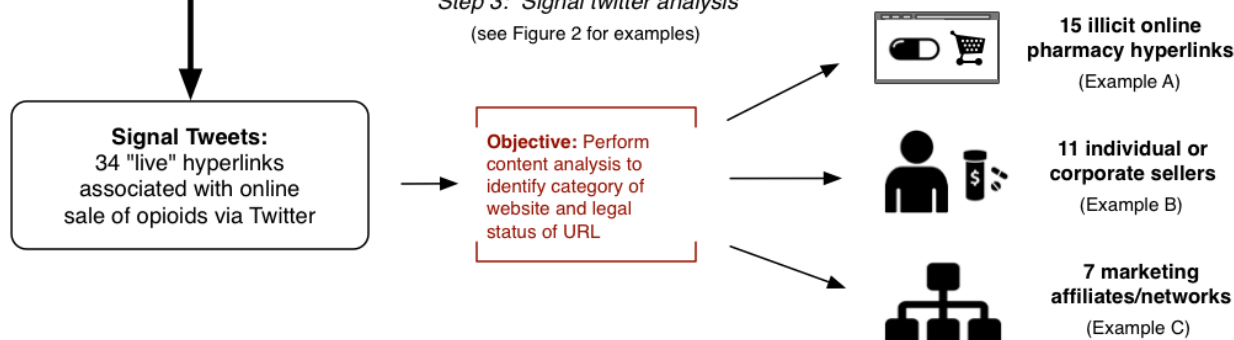 Step 3: Signal twitter analysis
(see Figure 2 for examples)
Signal Tweets:
34 "live" hyperlinks
associated with online
sale of opioids via Twitter
Objective: Perform
content analysis to
identify category of
website and legal
status of URL
15 illicit online
pharmacy hyperlinks
(Example A)
$
11 individual or
corporate sellers
(Example B)
7 marketing
affiliates/networks
(Example C)